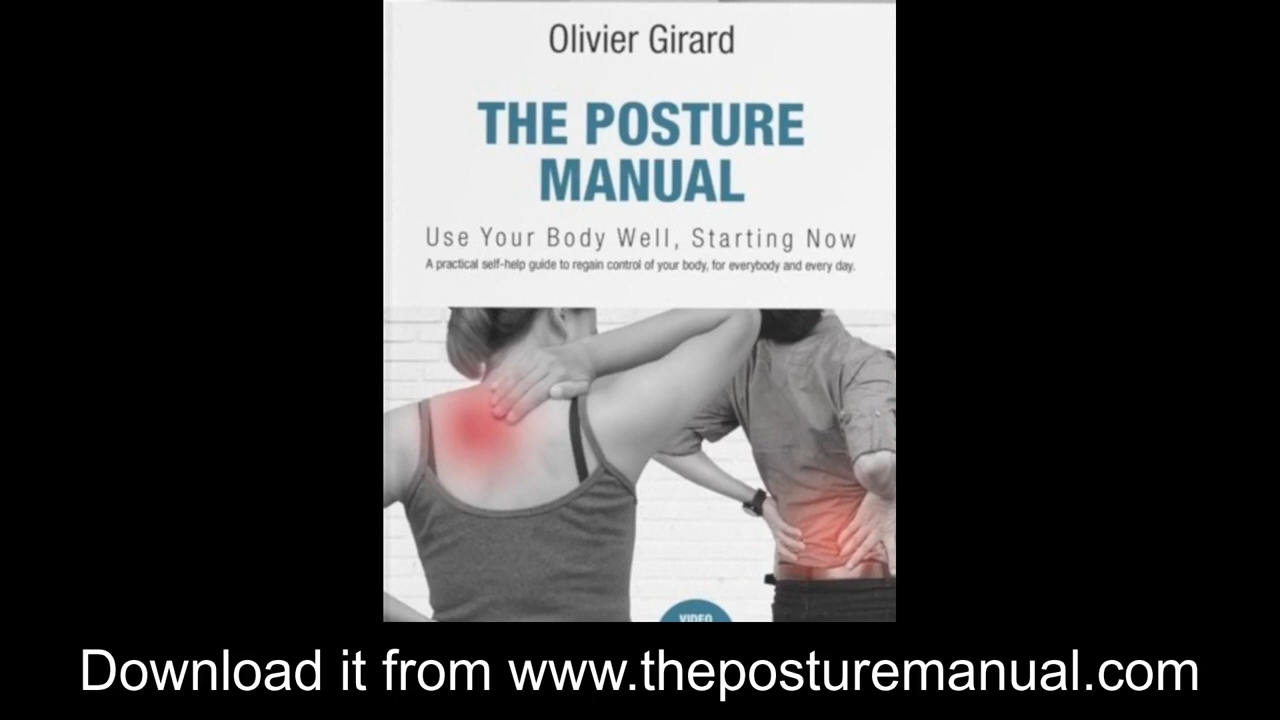 Olivier Girard
THE POSTURE
MANUAL
Use Your Body Well, Starting Now
A practical self-help guide to regain control of your body, for everybody and every day.
VIDEO
Download it from www.theposturemanual.com